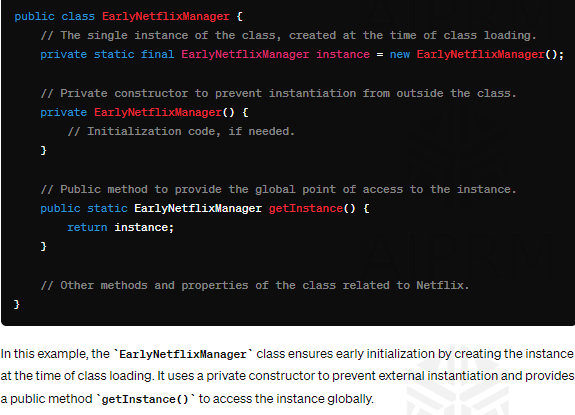 public class EarlyNetflixManager {
// The single instance of the class, created at the time of class loading.
private static final EarlyNetflixManager instance = new EarlyNetflixManager();
// Private constructor to prevent instantiation from outside the class.
private EarlyNetflixManager() {
// Initialization code, if needed.
}
// Public method to provide the global point of access to the instance.
public static EarlyNetflixManager getInstance() {
return instance;
}
// Other methods and properties of the class related to Netflix.
}
In this example, the `EarlyNetflixManager` class ensures early initialization by creating the instance
at the time of class loading. It uses a private constructor to prevent external instantiation and provides
a public method `getInstance()` to access the instance globally.